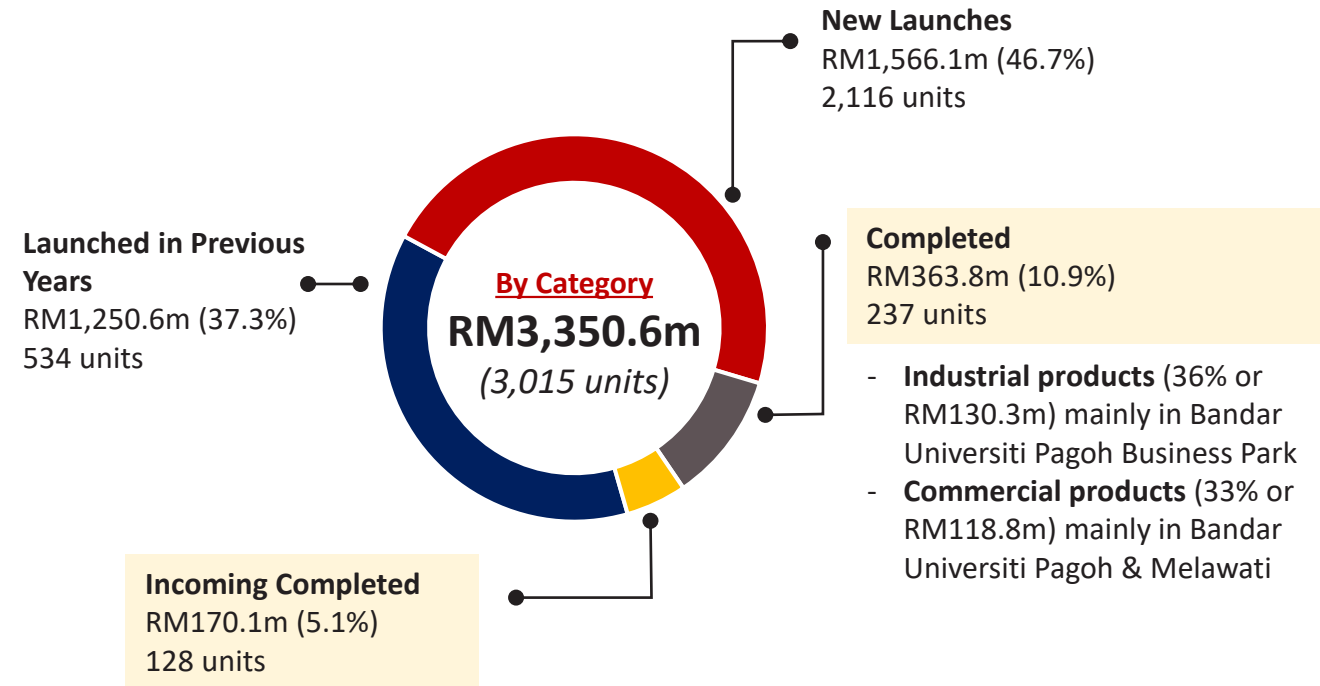 New Launches
RM1,566.1m (46.7%)
2,116 units
Launched in Previous
Years
RM1,250.6m (37.3%)
534 units
By Category
RM3,350.6m
(3,015 units)
Completed
RM363.8m (10.9%)
237 units
- Industrial products (36% or
RM130.3m) mainly in Bandar
Universiti Pagoh Business Park
- Commercial products (33% or
RM118.8m) mainly in Bandar
Universiti Pagoh & Melawati
Incoming Completed
RM170.1m (5.1%)
128 units